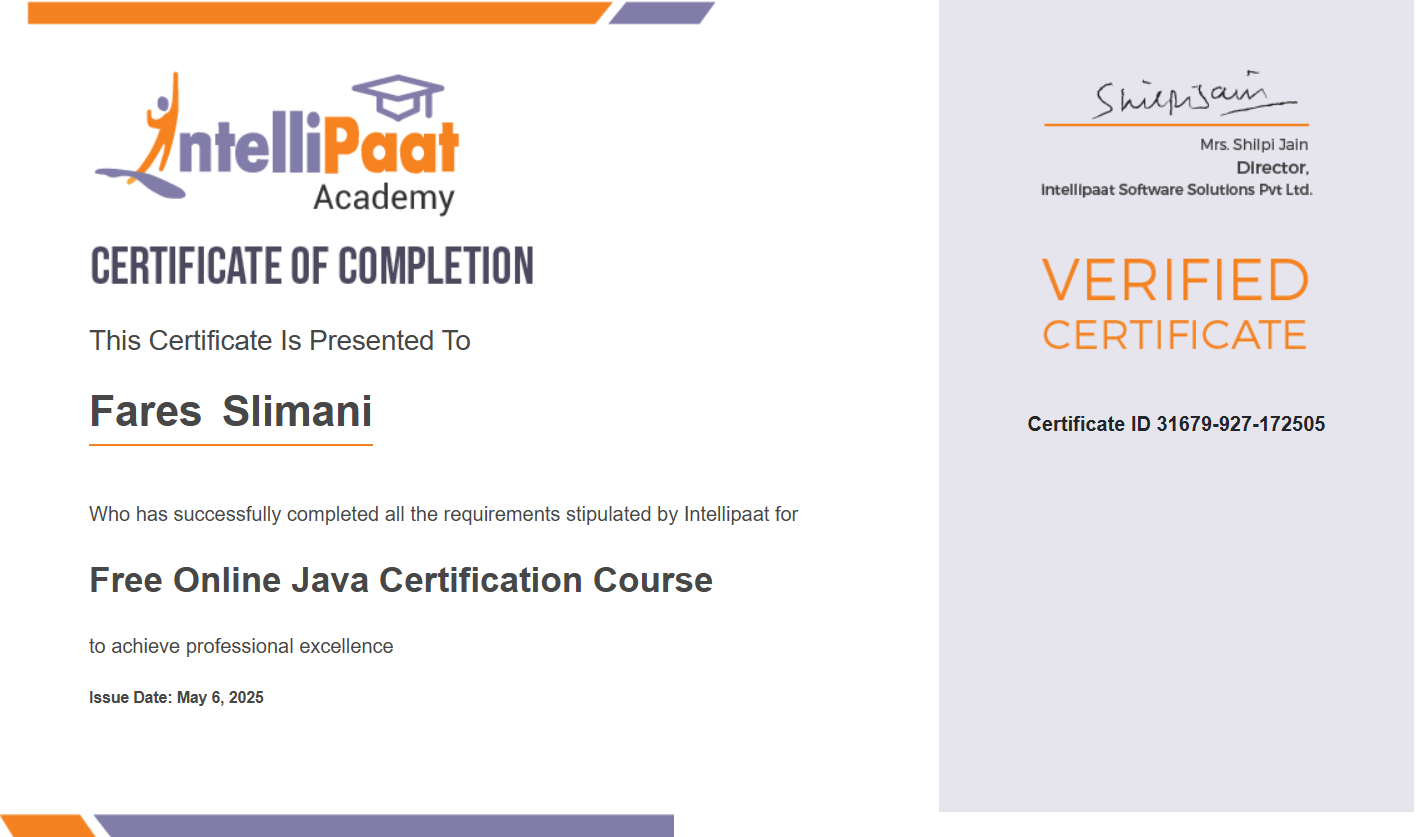 IntelliPaat
Academy
CERTIFICATE OF COMPLETION
This Certificate Is Presented To
Fares Slimani
Who has successfully completed all the requirements stipulated by Intellipaat for
Free Online Java Certification Course
to achieve professional excellence
Issue Date: May 6, 2025
Shilpi Jain
Mrs. Shilpi Jain
Director,
Intellipaat Software Solutions Pvt Ltd.
VERIFIED
CERTIFICATE
Certificate ID 31679-927-172505